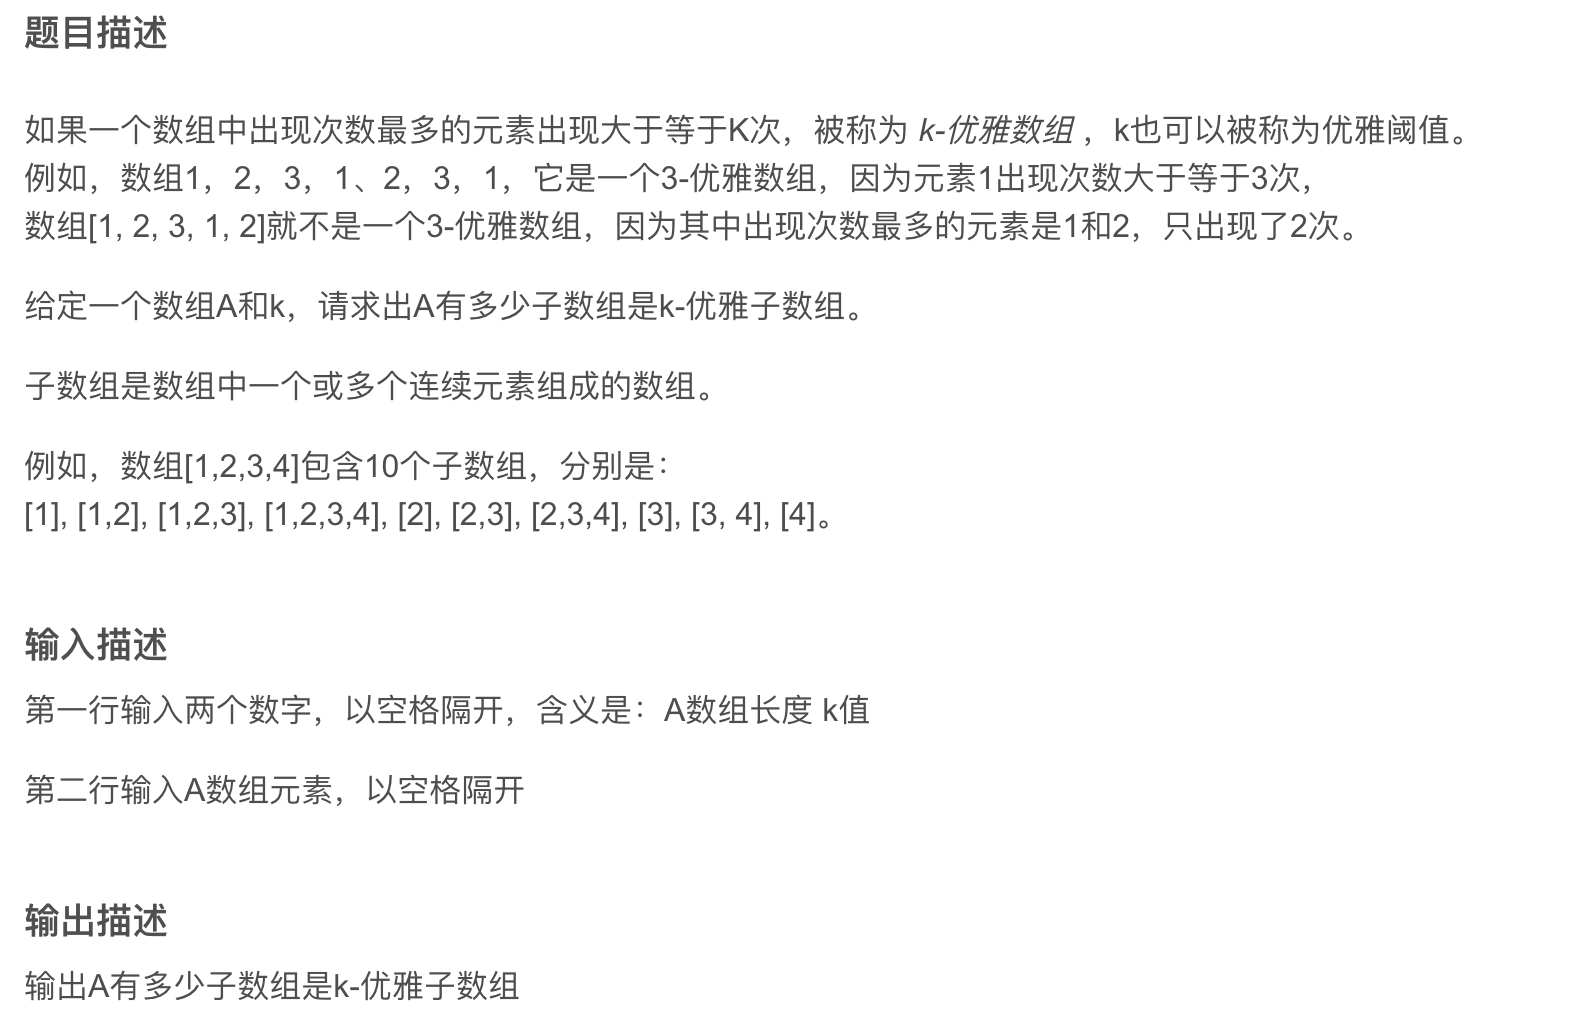 题目描述
如果一个数组中出现次数最多的元素出现大于等于K次，被称为 k-优雅数组 ，k也可以被称为优雅阈值。
例如，数组1，2，3，1、2，3，1，它是一个3-优雅数组，因为元素1出现次数大于等于3次，
数组[1, 2, 3, 1, 2]就不是一个3-优雅数组，因为其中出现次数最多的元素是1和2，只出现了2次。
给定一个数组A和k，请求出A有多少子数组是k-优雅子数组。
子数组是数组中一个或多个连续元素组成的数组。
例如，数组[1,2,3,4]包含10个子数组，分别是：
[1], [1,2], [1,2,3], [1,2,3,4], [2], [2,3], [2,3,4], [3], [3, 4], [4]。
输入描述
第一行输入两个数字，以空格隔开，含义是：A数组长度 k值
第二行输入A数组元素，以空格隔开
输出描述
输出A有多少子数组是k-优雅子数组